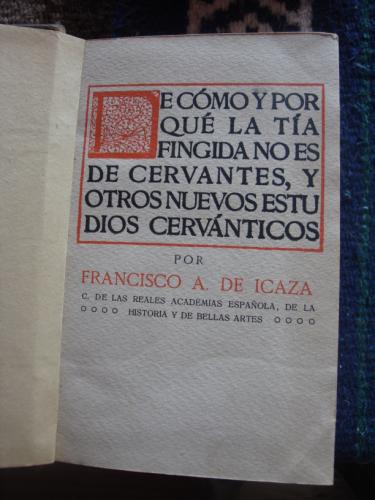 DE CÓMO Y POR
QUÉ LA TÍA
FINGIDA NO ES
DE CERVANTES, Y
OTROS NUEVOS ESTU
DIOS CERVÁNTICOS
POR
FRANCISCO A. DE ICAZA
C. DE LAS REALES ACADEMIAS ESPAÑOLA, DE LA
HISTORIA Y DE BELLAS ARTES